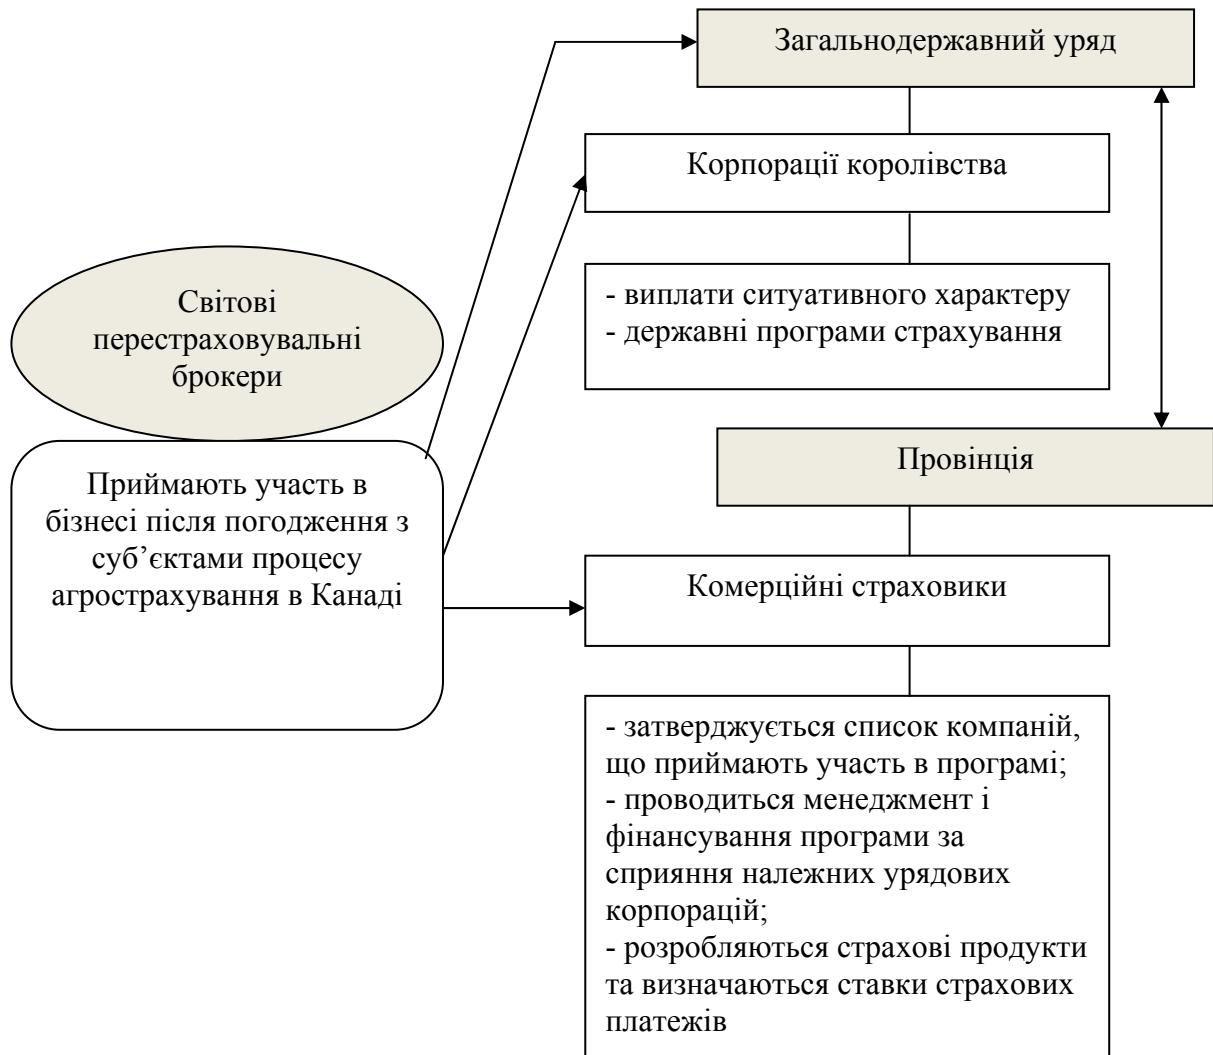 Загальнодержавний уряд
Корпорації королівства
- виплати ситуативного характеру
- державні програми страхування
Світові
перестраховувальні
брокери
Приймають участь в
бізнесі після погодження з
суб’єктами процесу
агрострахування в Канаді
Провінція
Комерційні страховики
- затверджується список компаній,
що приймають участь в програмі;
- проводиться менеджмент і
фінансування програми за
сприяння належних урядових
корпорацій;
- розробляються страхові продукти
та визначаються ставки страхових
платежів